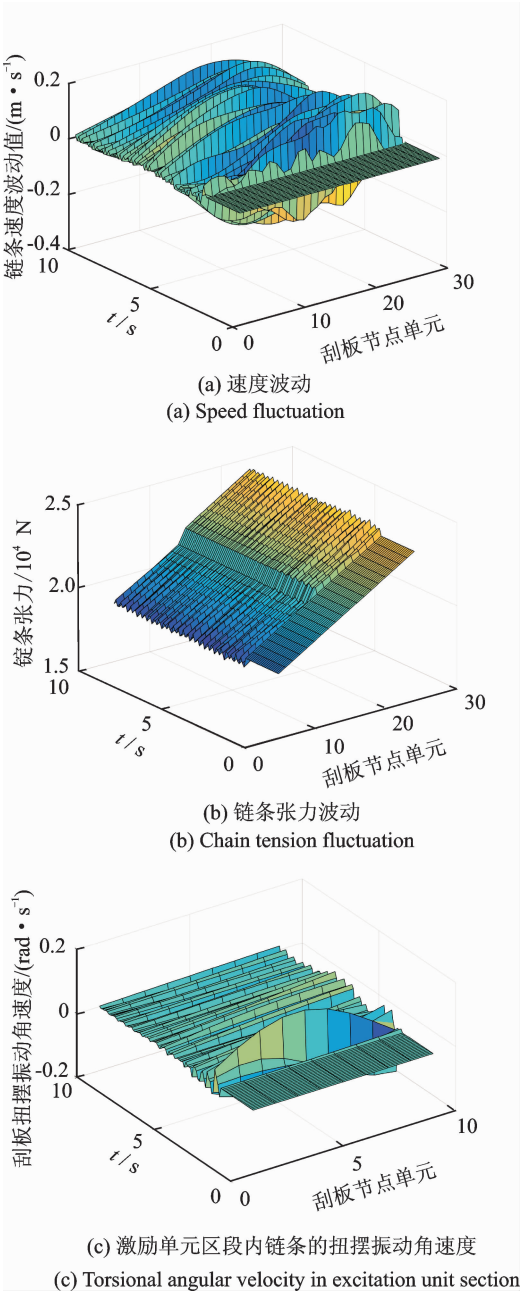 链条速度波动值/(m·s⁻¹)
0.2
0
-0.2
-0.4
10
5
0
t/s
0
10
20
30
刮板节点单元
(a) 速度波动
(a) Speed fluctuation
锭条张力/10⁴ N
2.5
2.0
1.5
10
5
0
t/s
0
10
20
30
刮板节点单元
(b) 链条张力波动
(b) Chain tension fluctuation
刮板扭摆振动角速度/(rad·s⁻¹)
0.2
0
-0.2
10
5
0
t/s
0
5
10
刮板节点单元
(c) 激励单元区段内链条的扭摆振动角速度
(c) Torsional angular velocity in excitation unit section